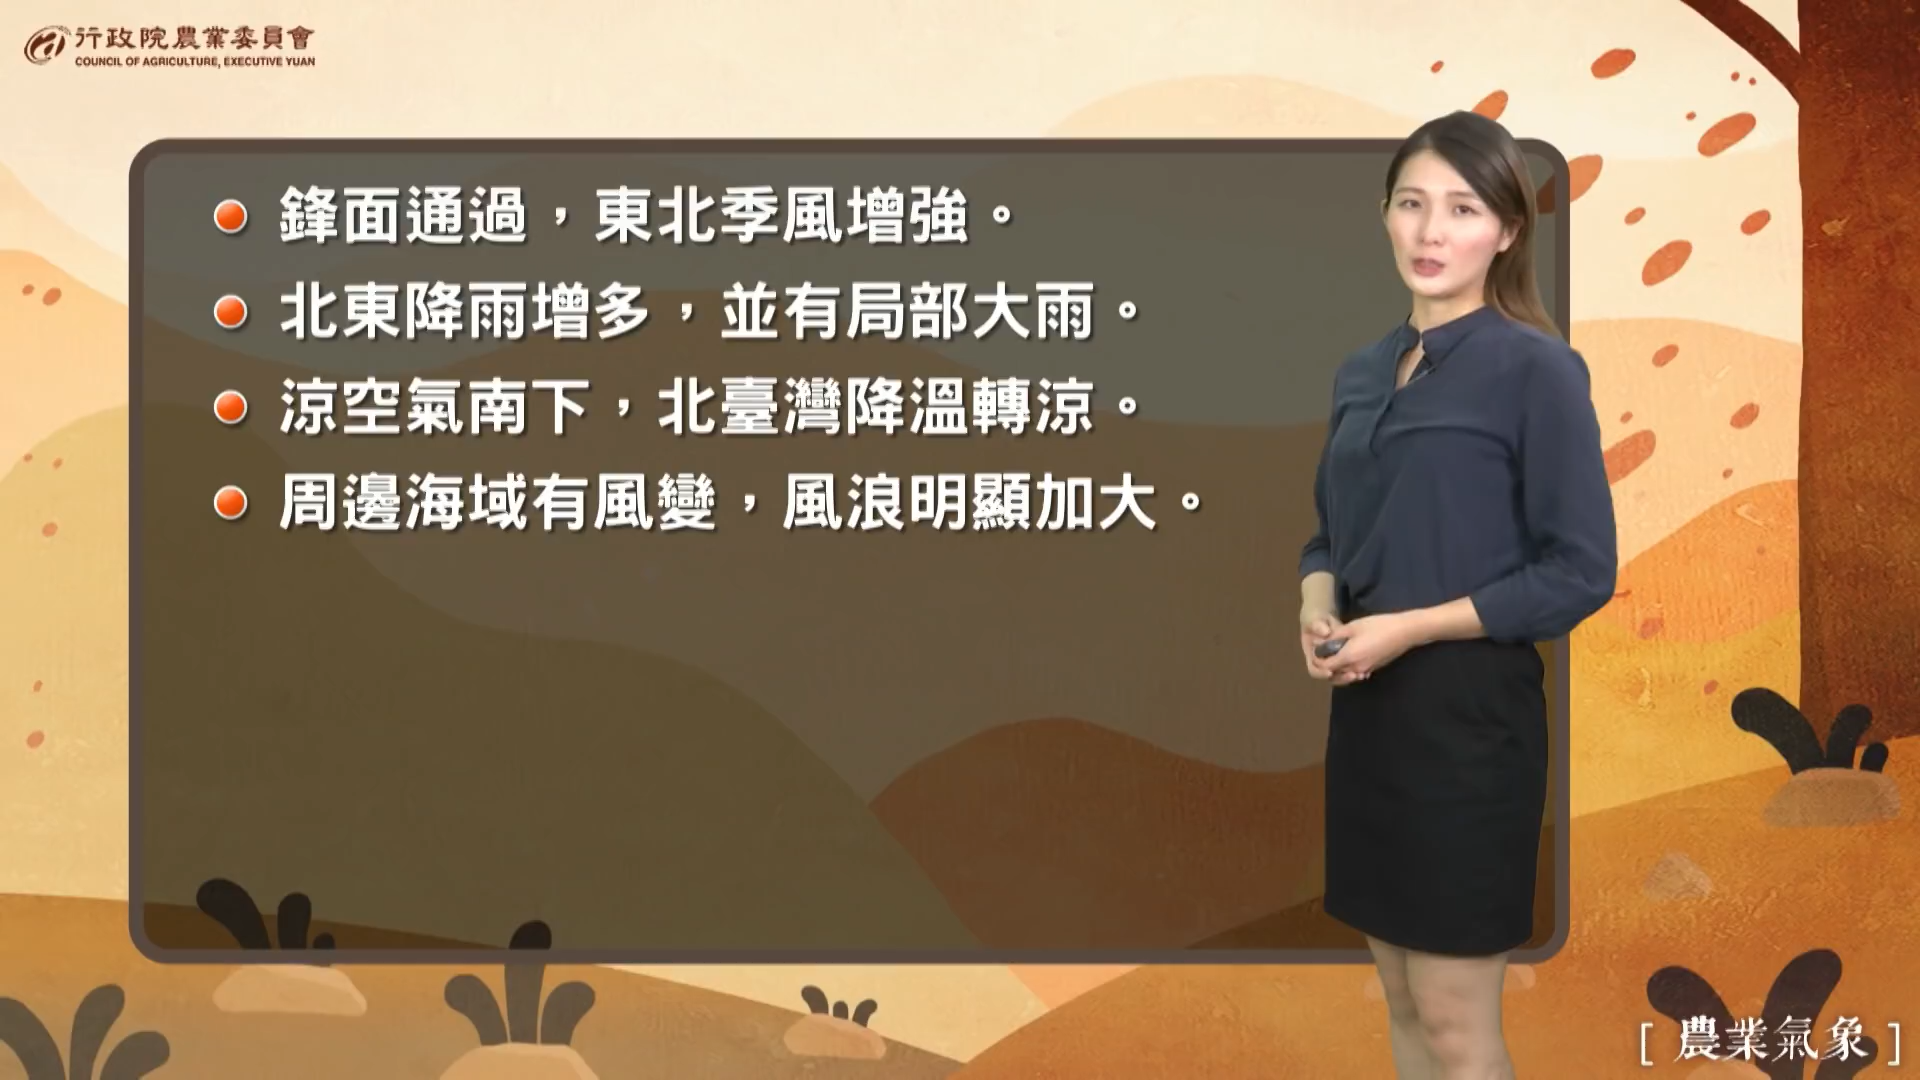 行政院農業委員會
COUNCIL OF AGRICULTURE, EXECUTIVE YUAN
鋒面通過，東北季風增強。
北東降雨增多，並有局部大雨。
涼空氣南下，北臺灣降溫轉涼。
周邊海域有風變，風浪明顯加大。
[ 農業氣象 ]